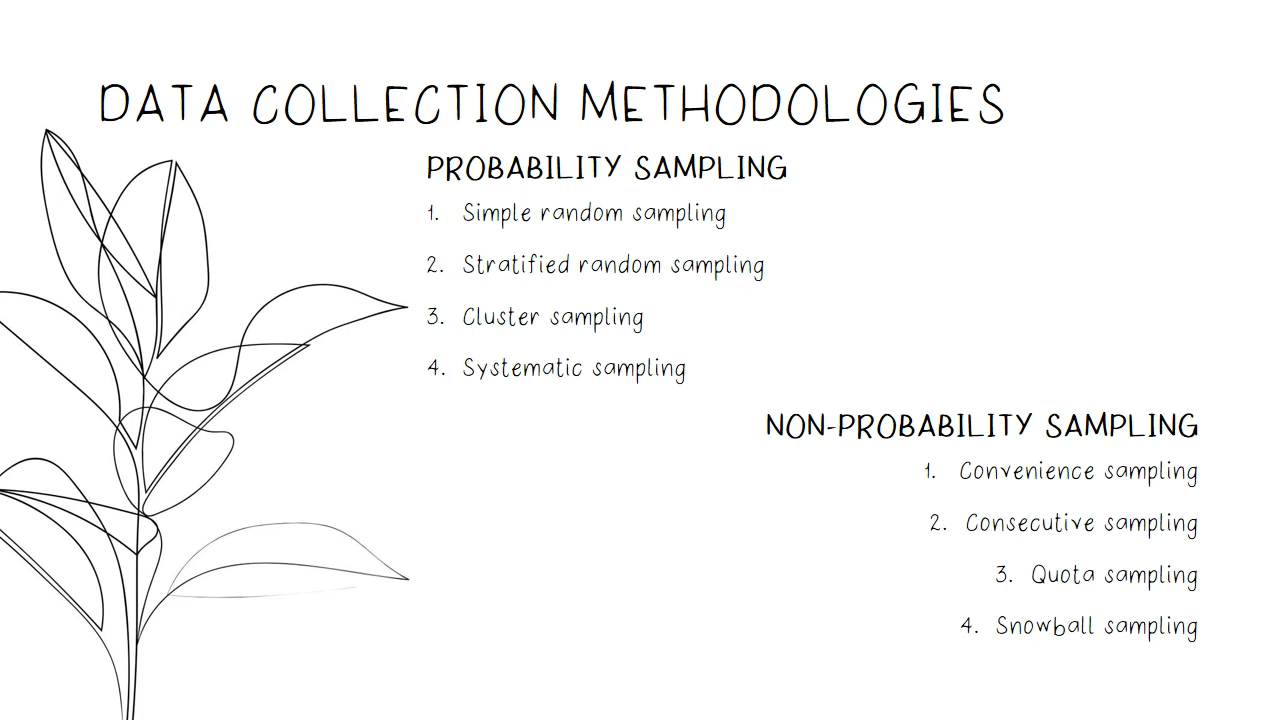 DATA COLLECTION METHODOLOGIES
PROBABILITY SAMPLING
1. Simple random sampling
2. Stratified random sampling
3. Cluster sampling
4. Systematic sampling
NON-PROBABILITY SAMPLING
1. Convenience sampling
2. Consecutive sampling
3. Quota sampling
4. Snowball sampling